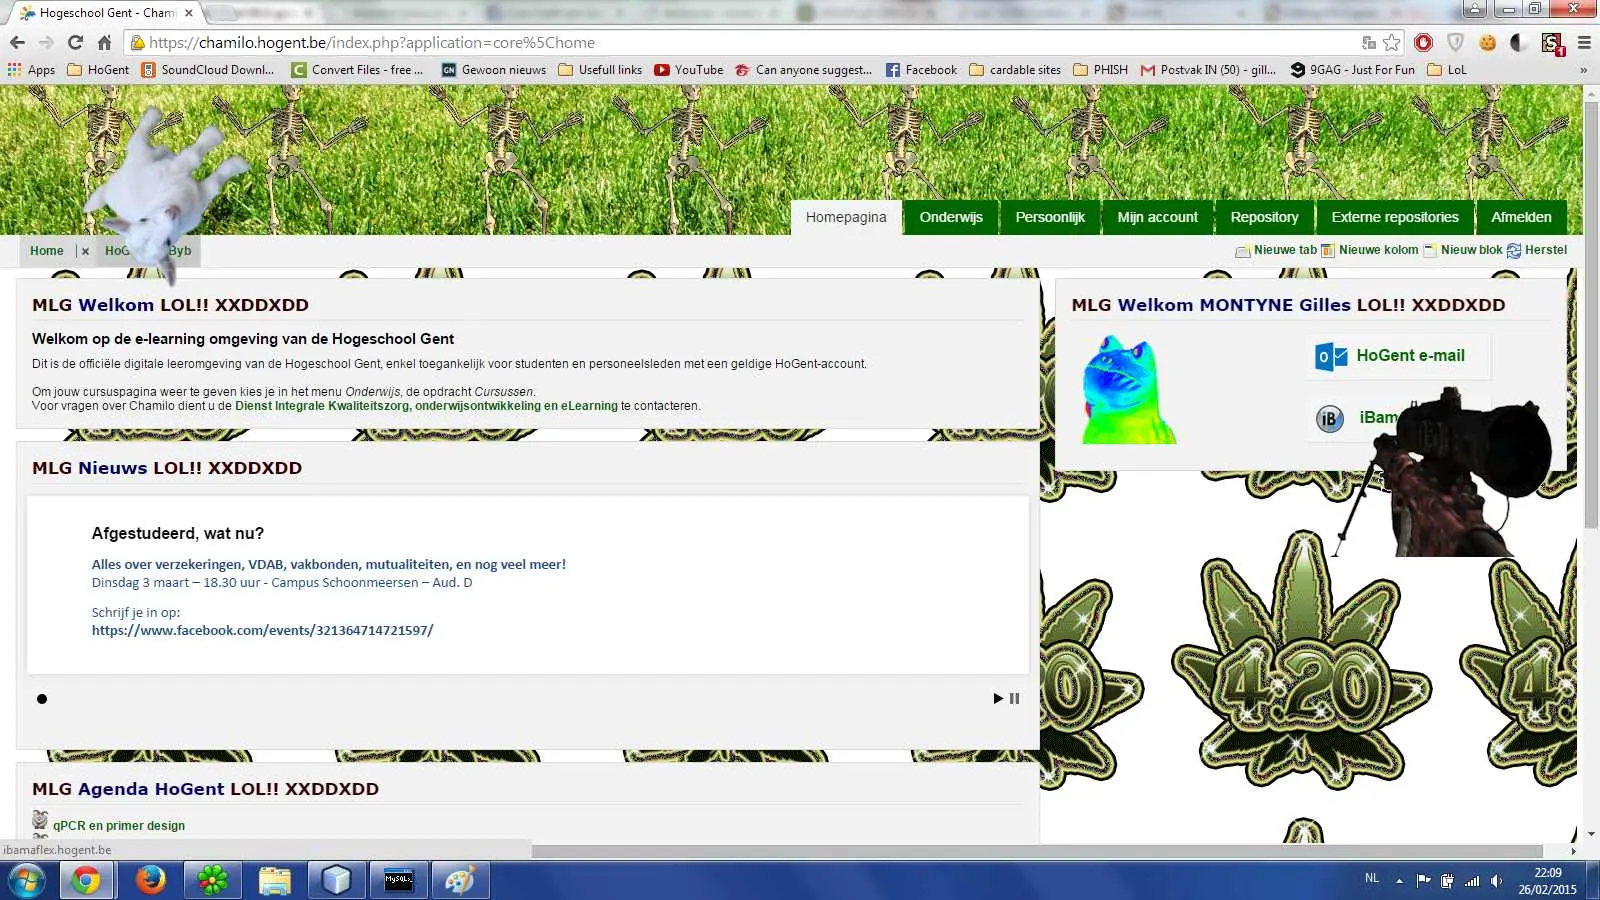 Hogeschool Gent - Chami
https://chamilo.hogent.be/index.php?application=core%5Chome
Apps HoGent SoundCloud Downl... Convert Files - free ... GN Gewoon nieuws Usefull links YouTube Can anyone suggest... Facebook cardable sites PHISH Postvak IN (50) - gill... 9GAG - Just For Fun LoL »
Homepagina Onderwijs Persoonlijk Mijn account Repository Externe repositories Afmelden
Home | x HoG Byb
Nieuwe tab Nieuwe kolom Nieuw blok Herstel
MLG Welkom LOL!! XXDDXDD
Welkom op de e-learning omgeving van de Hogeschool Gent
Dit is de officiële digitale leeromgeving van de Hogeschool Gent, enkel toegankelijk voor studenten en personeelsleden met een geldige HoGent-account.
Om jouw cursuspagina weer te geven kies je in het menu Onderwijs, de opdracht Cursussen.
Voor vragen over Chamilo dient u de Dienst Integrale Kwaliteitszorg, onderwijsontwikkeling en eLearning te contacteren.
MLG Welkom MONTYNE Gilles LOL!! XXDDXDD
HoGent e-mail
iB iBam
MLG Nieuws LOL!! XXDDXDD
Afgestudeerd, wat nu?
Alles over verzekeringen, VDAB, vakbonden, mutualiteiten, en nog veel meer!
Dinsdag 3 maart – 18.30 uur - Campus Schoonmeersen – Aud. D
Schrijf je in op:
https://www.facebook.com/events/321364714721597/
4:20
MLG Agenda HoGent LOL!! XXDDXDD
qPCR en primer design
ibamaflex.hogent.be
NL
22:09
26/02/2015